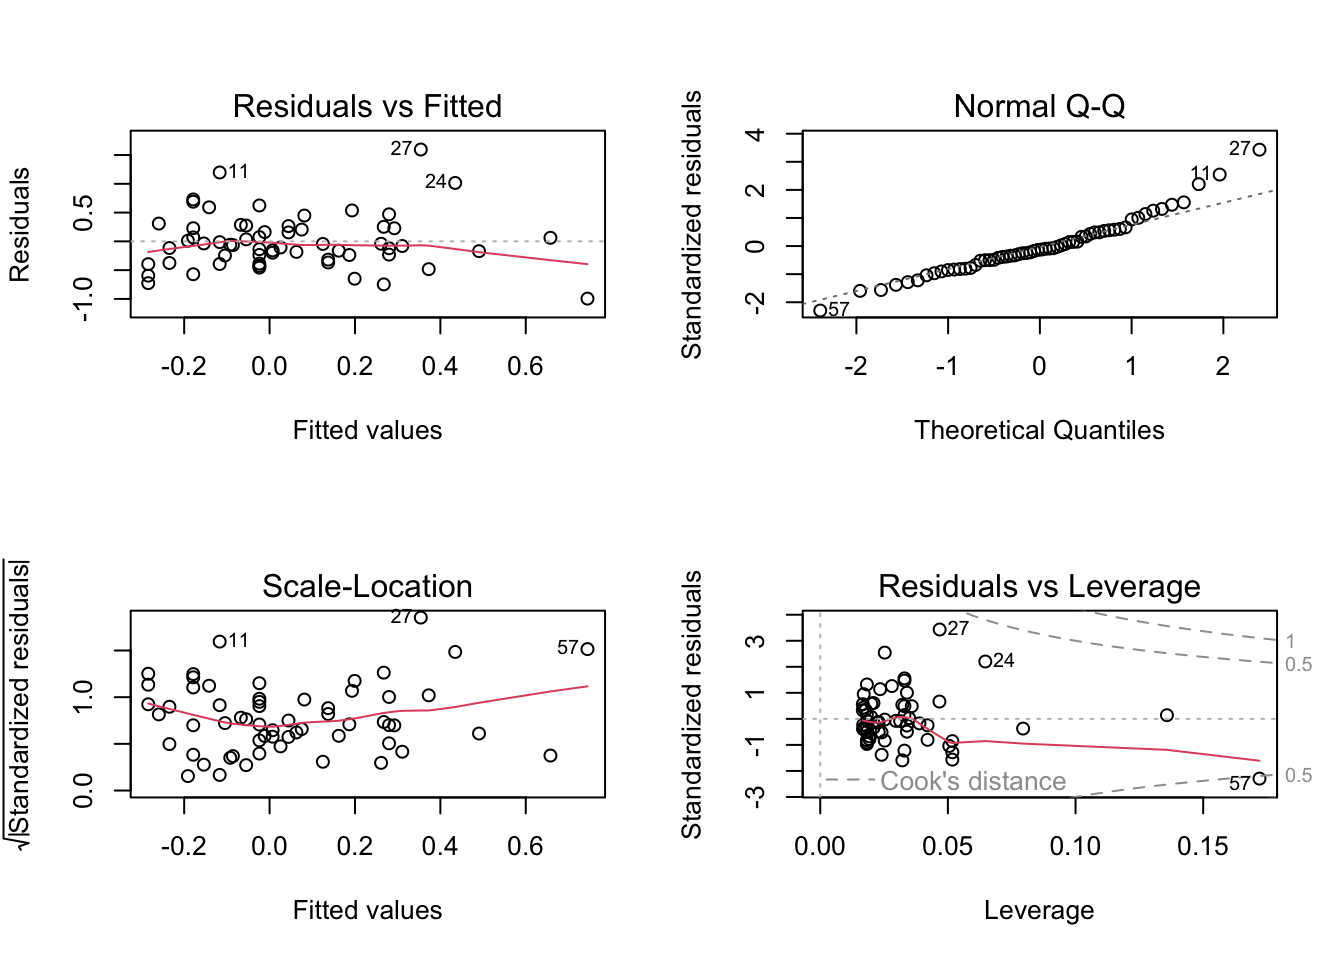 Residuals vs Fitted
Residuals
0.5
-1.0
27
11
24
-0.2 0.0 0.2 0.4 0.6
Fitted values
Normal Q-Q
Standardized residuals
4
2
0
-2
27
11
57
-2 -1 0 1 2
Theoretical Quantiles
Scale-Location
√|Standardized residuals|
1.0
0.0
27
11
57
-0.2 0.0 0.2 0.4 0.6
Fitted values
Residuals vs Leverage
Standardized residuals
3
1
-1
-3
27
24
1
0.5
0.5
57
Cook's distance
0.00 0.05 0.10 0.15
Leverage